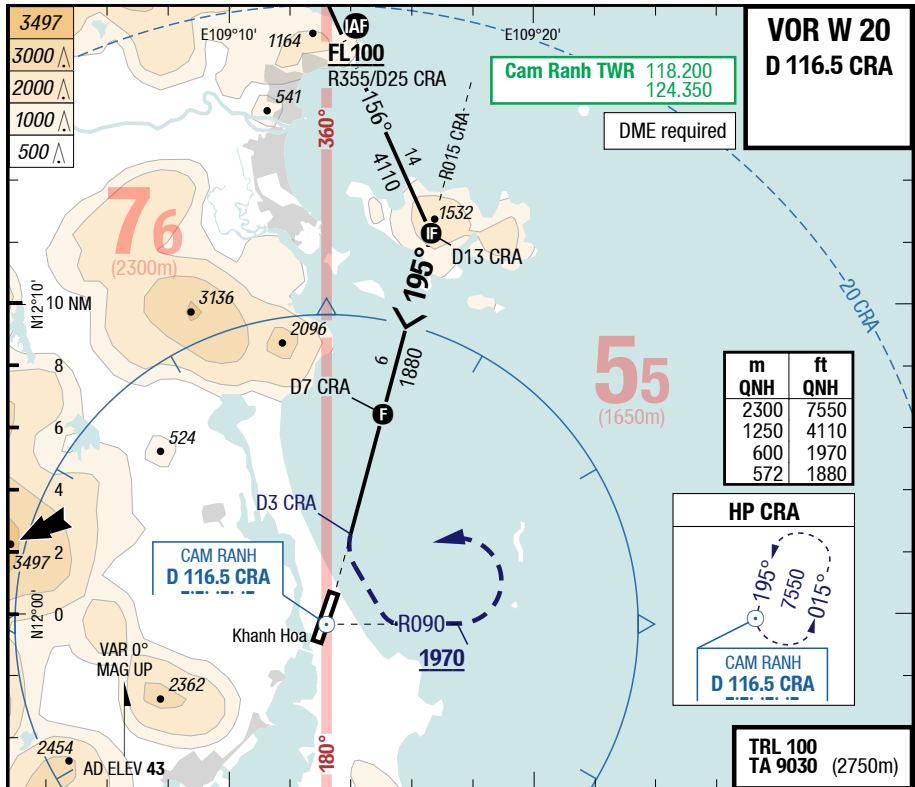 3497
3000
2000
1000
500
E109°10'
1164
IAF
FL100
R355/D25 CRA
E109°20'
Cam Ranh TWR 118.200
124.350
DME required
VOR W 20
D 116.5 CRA
541
360°
156°
14
4110
R015 CRA
1532
IF
D13 CRA
195°
76
(2300m)
N12°10'
10 NM
3136
2096
20 CRA
6
1880
55
(1650m)
8
D7 CRA
F
6
524
4
D3 CRA
2
3497
CAM RANH
D 116.5 CRA
N12°00'
0
Khanh Hoa
R090
1970
VAR 0°
MAG UP
2362
2454
AD ELEV 43
180°
m ft
QNH QNH
2300 7550
1250 4110
600 1970
572 1880
HP CRA
195°
7550
015°
CAM RANH
D 116.5 CRA
TRL 100
TA 9030 (2750m)